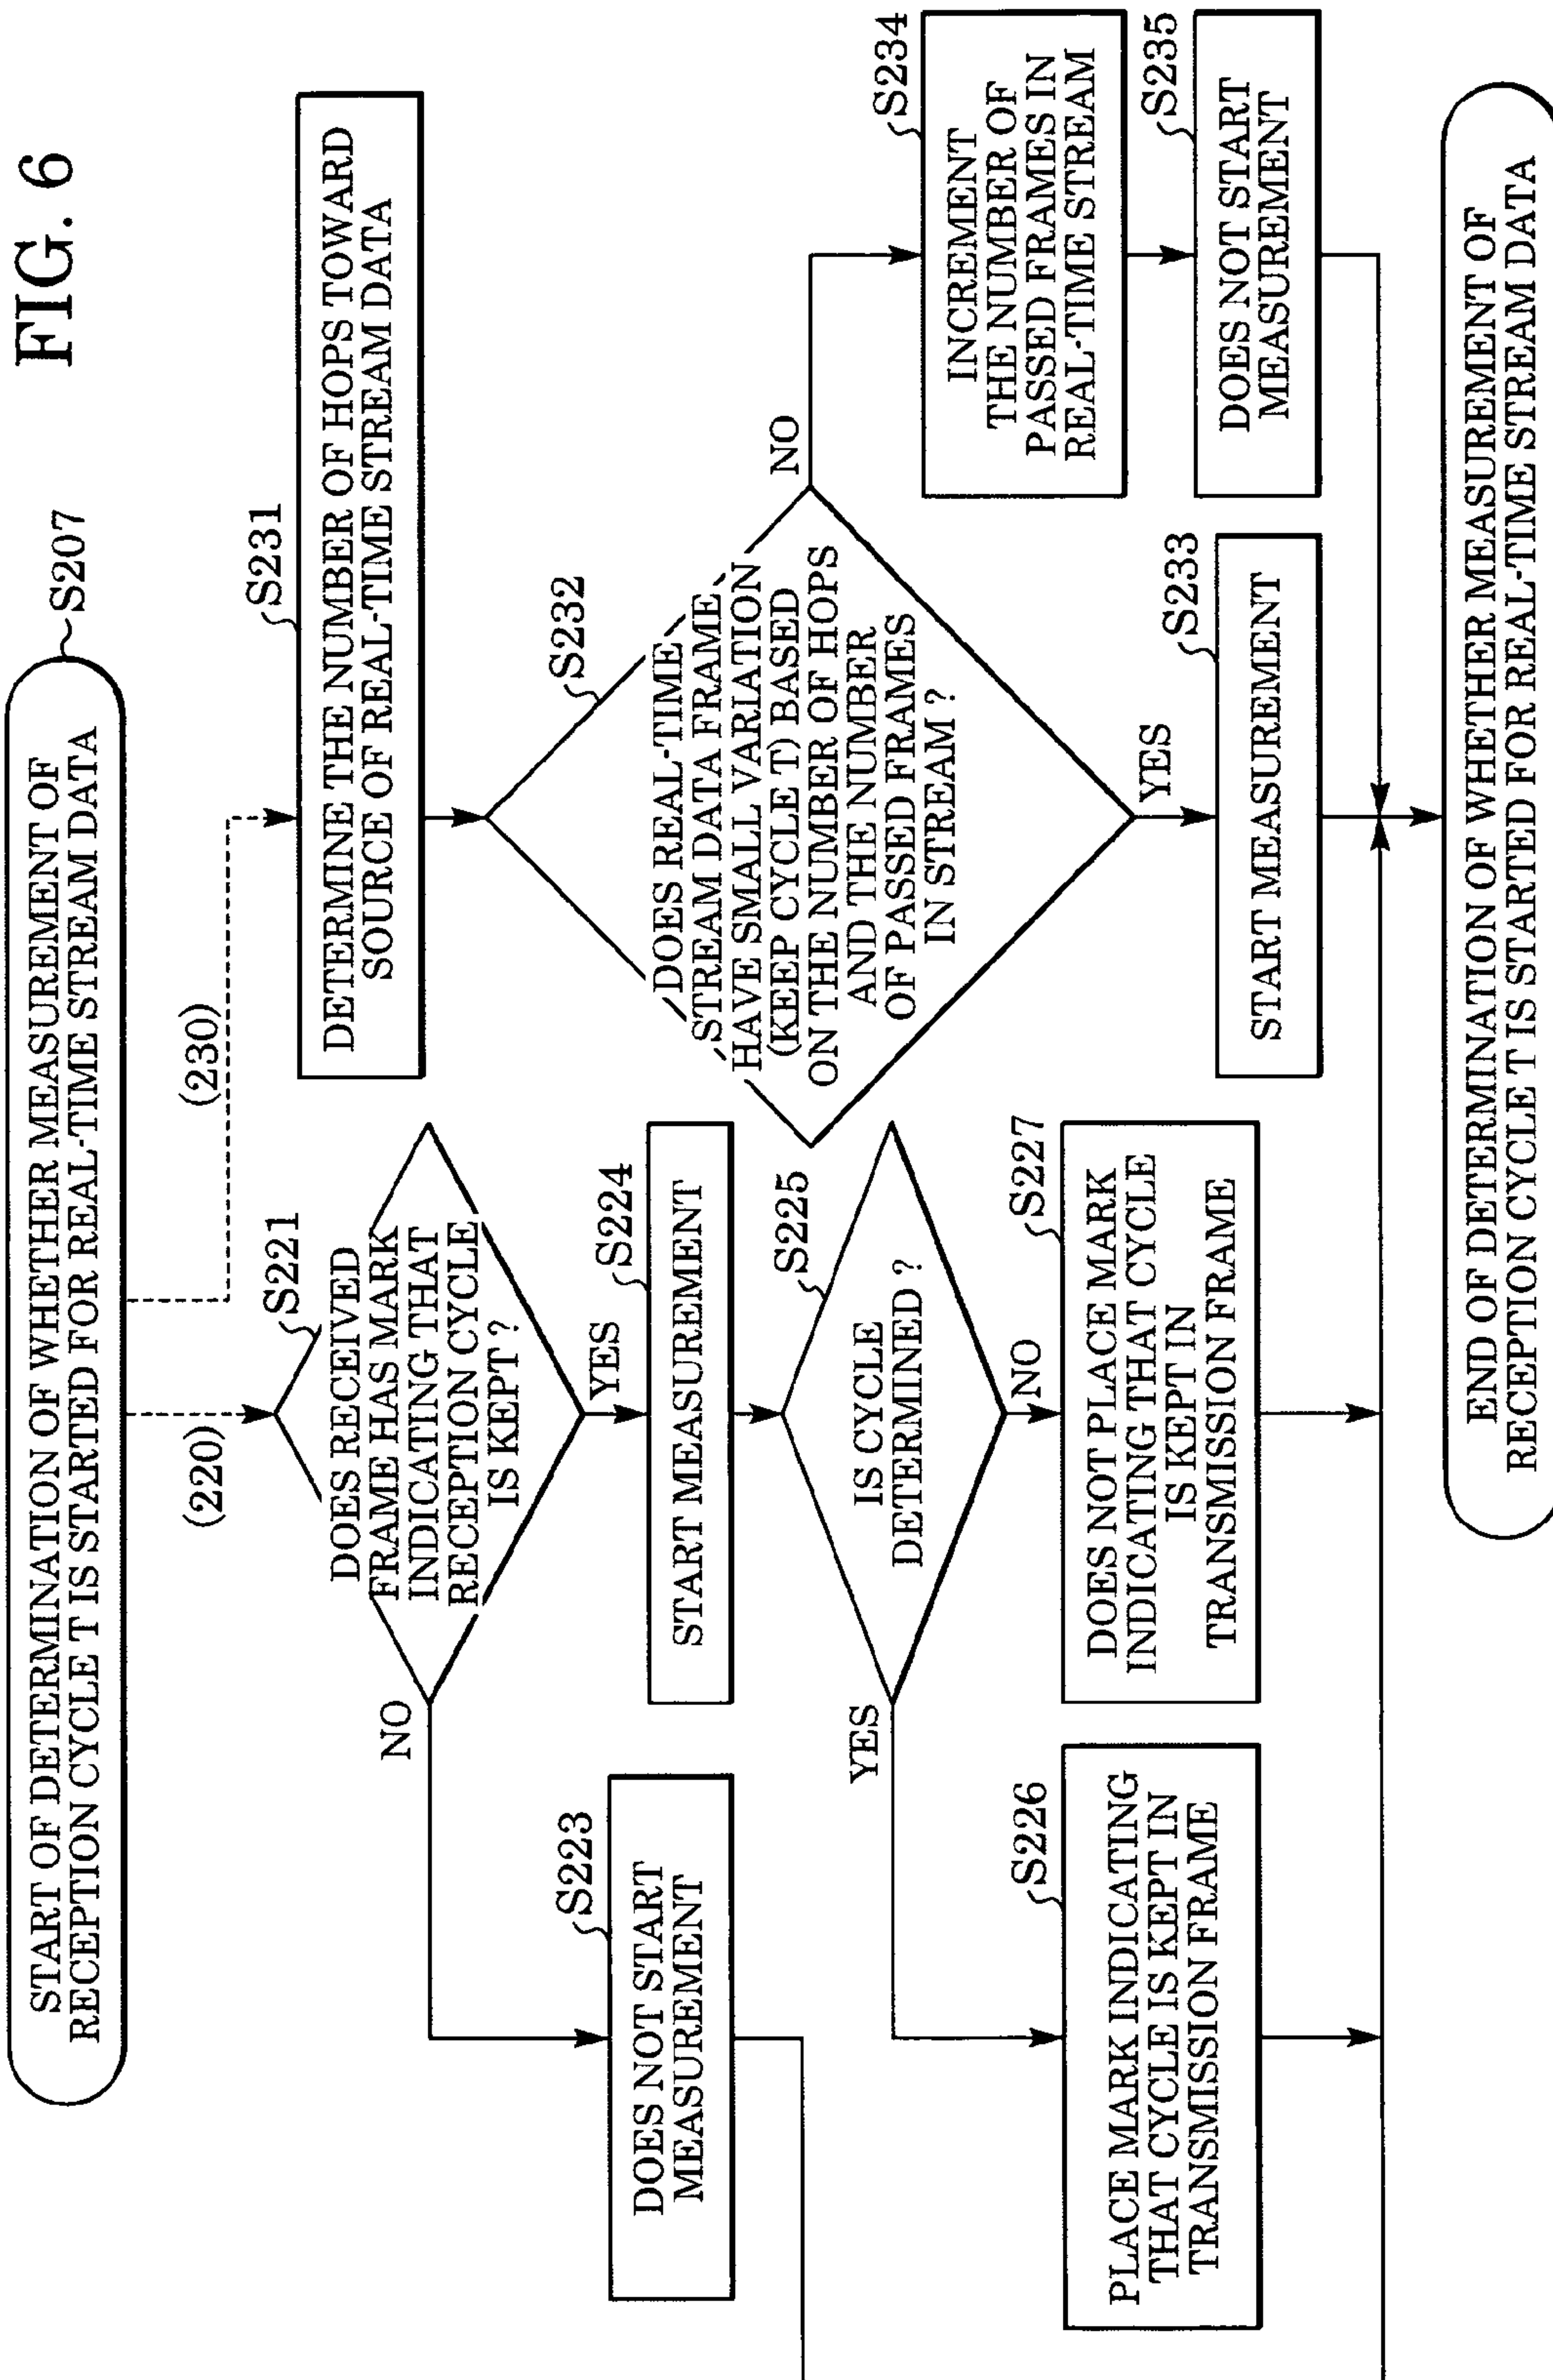 FIG. 6
START OF DETERMINATION OF WHETHER MEASUREMENT OF
RECEPTION CYCLE T IS STARTED FOR REAL-TIME STREAM DATA
S207
(220)
(230)
S221
DOES RECEIVED
FRAME HAS MARK
INDICATING THAT
RECEPTION CYCLE
IS KEPT ?
NO
YES
S223
DOES NOT START
MEASUREMENT
S224
START MEASUREMENT
S225
IS CYCLE
DETERMINED ?
YES
NO
S226
PLACE MARK INDICATING
THAT CYCLE IS KEPT IN
TRANSMISSION FRAME
S227
DOES NOT PLACE MARK
INDICATING THAT CYCLE
IS KEPT IN
TRANSMISSION FRAME
S231
DETERMINE THE NUMBER OF HOPS TOWARD
SOURCE OF REAL-TIME STREAM DATA
S232
DOES REAL-TIME
STREAM DATA FRAME
HAVE SMALL VARIATION
(KEEP CYCLE T) BASED
ON THE NUMBER OF HOPS
AND THE NUMBER
OF PASSED FRAMES
IN STREAM ?
NO
YES
S233
START MEASUREMENT
S234
INCREMENT
THE NUMBER OF
PASSED FRAMES IN
REAL-TIME STREAM
S235
DOES NOT START
MEASUREMENT
END OF DETERMINATION OF WHETHER MEASUREMENT OF
RECEPTION CYCLE T IS STARTED FOR REAL-TIME STREAM DATA